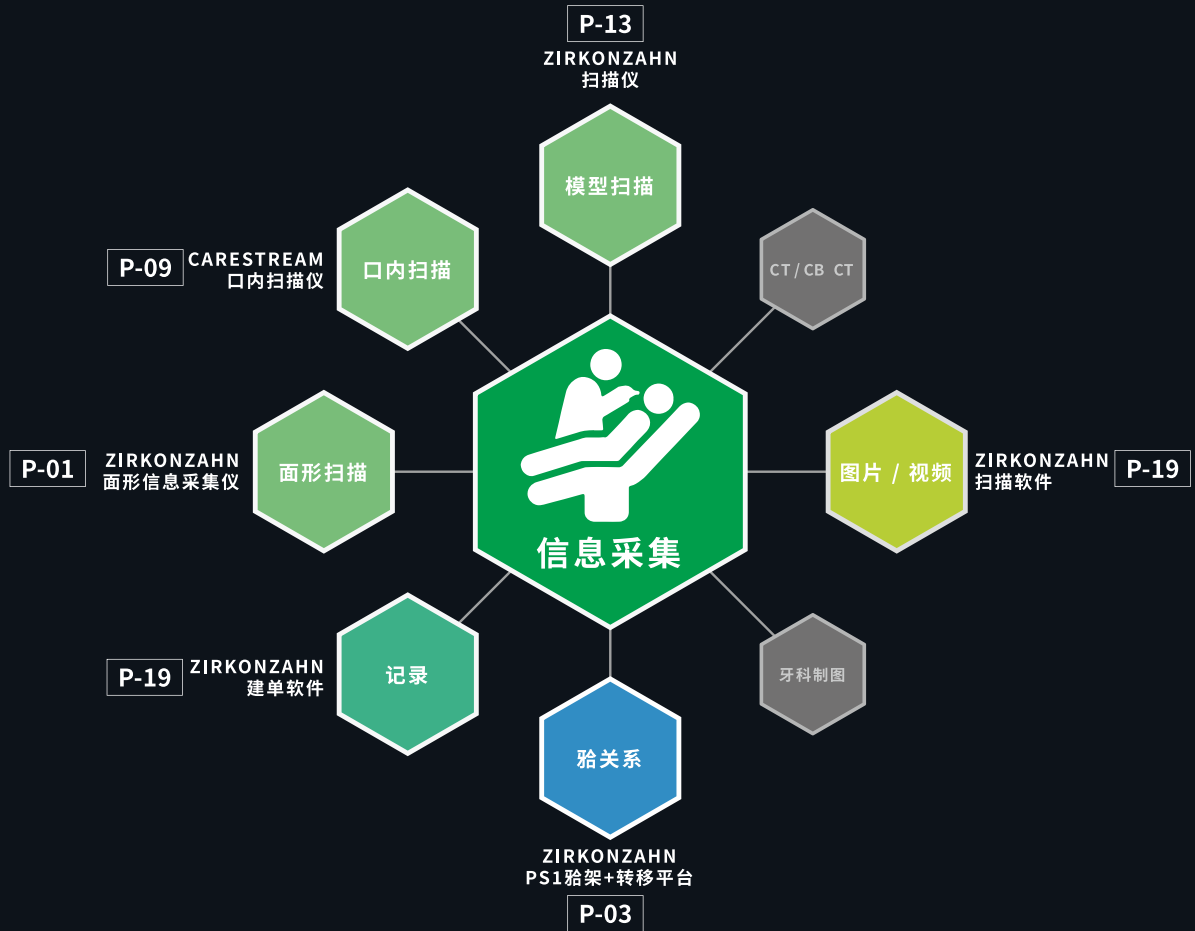 P-13
ZIRKONZAHN
扫描仪
模型扫描
P-09
CARESTREAM
口内扫描仪
口内扫描
CT/CB CT
P-01
ZIRKONZAHN
面形信息采集仪
面形扫描
信息采集
图片 / 视频
ZIRKONZAHN
扫描软件
P-19
P-19
ZIRKONZAHN
建单软件
记录
牙科制图
𬌗关系
ZIRKONZAHN
PS1𬌗架+转移平台
P-03